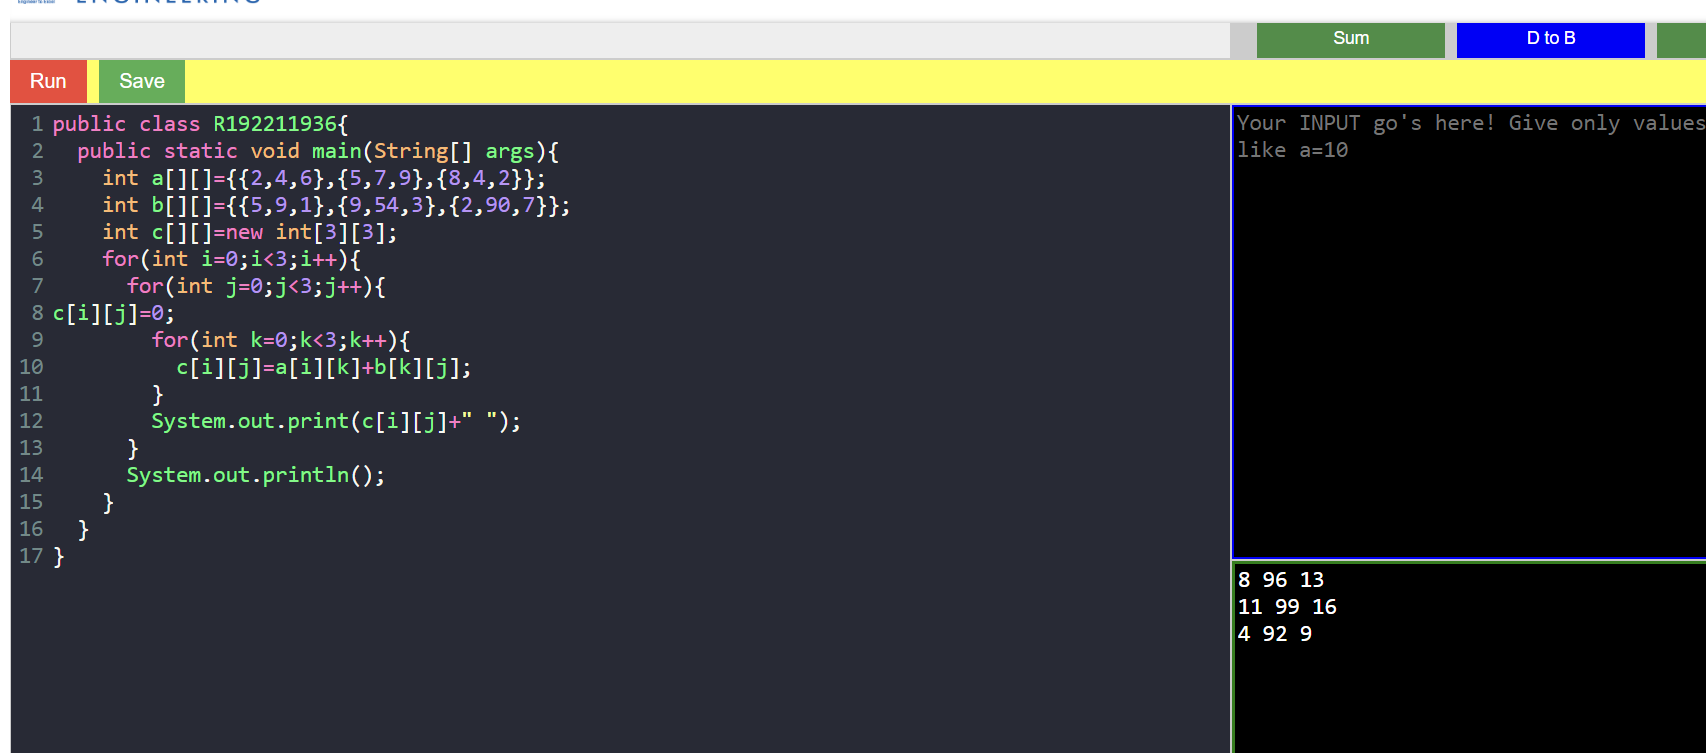 Sum D to B
Run Save
1 public class R192211936{
2   public static void main(String[] args){
3     int a[][]={{2,4,6},{5,7,9},{8,4,2}};
4     int b[][]={{5,9,1},{9,54,3},{2,90,7}};
5     int c[][]=new int[3][3];
6     for(int i=0;i<3;i++){
7       for(int j=0;j<3;j++){
8 c[i][j]=0;
9         for(int k=0;k<3;k++){
10           c[i][j]=a[i][k]+b[k][j];
11         }
12         System.out.print(c[i][j]+" ");
13       }
14       System.out.println();
15     }
16   }
17 }
Your INPUT go's here! Give only values
like a=10
8 96 13
11 99 16
4 92 9